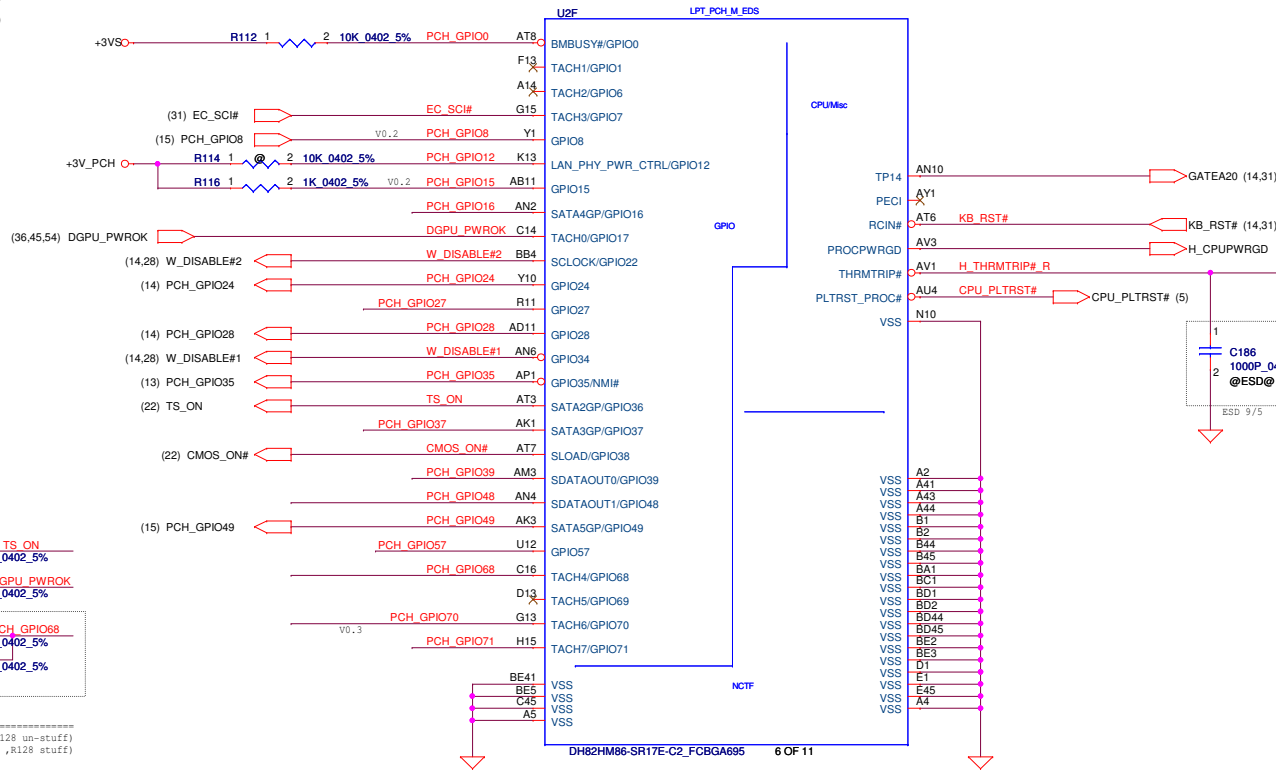 U2F LPT_PCH_M_EDS
+3VS R112 1 2 10K_0402_5% PCH_GPIO0 AT8 BMBUSY#/GPIO0
F13 TACH1/GPIO1
A14 TACH2/GPIO6
CPU/Misc
(31) EC_SCI# EC_SCI# G15 TACH3/GPIO7
(15) PCH_GPIO8 V0.2 PCH_GPIO8 Y1 GPIO8
+3V_PCH R114 1 @ 2 10K_0402_5% PCH_GPIO12 K13 LAN_PHY_PWR_CTRL/GPIO12
R116 1 2 1K_0402_5% V0.2 PCH_GPIO15 AB11 GPIO15
TP14 AN10 GATEA20 (14,31)
PECI AY1
PCH_GPIO16 AN2 SATA4GP/GPIO16
GPIO
RCIN# AT6 KB_RST# KB_RST# (14,31)
(36,45,54) DGPU_PWROK DGPU_PWROK C14 TACH0/GPIO17
PROCPWRGD AV3 H_CPUPWRGD
(14,28) W_DISABLE#2 W_DISABLE#2 BB4 SCLOCK/GPIO22
THRMTRIP# AV1 H_THRMTRIP#_R
(14) PCH_GPIO24 PCH_GPIO24 Y10 GPIO24
PLTRST_PROC# AU4 CPU_PLTRST# CPU_PLTRST# (5)
PCH_GPIO27 R11 GPIO27
VSS N10
(14) PCH_GPIO28 PCH_GPIO28 AD11 GPIO28
(14,28) W_DISABLE#1 W_DISABLE#1 AN6 GPIO34
1
C186
1000P_04
2
@ESD@
ESD 9/5
(13) PCH_GPIO35 PCH_GPIO35 AP1 GPIO35/NMI#
(22) TS_ON TS_ON AT3 SATA2GP/GPIO36
PCH_GPIO37 AK1 SATA3GP/GPIO37
(22) CMOS_ON# CMOS_ON# AT7 SLOAD/GPIO38
PCH_GPIO39 AM3 SDATAOUT0/GPIO39
PCH_GPIO48 AN4 SDATAOUT1/GPIO48
(15) PCH_GPIO49 PCH_GPIO49 AK3 SATA5GP/GPIO49
PCH_GPIO57 U12 GPIO57
PCH_GPIO68 C16 TACH4/GPIO68
D13 TACH5/GPIO69
V0.3 PCH_GPIO70 G13 TACH6/GPIO70
PCH_GPIO71 H15 TACH7/GPIO71
VSS A2
VSS A41
VSS A43
VSS A44
VSS B1
VSS B2
VSS B44
VSS B45
VSS BA1
VSS BC1
VSS BD1
VSS BD2
VSS BD44
VSS BD45
VSS BE2
VSS BE3
VSS D1
VSS E1
VSS E45
VSS A4
NCTF
BE41 VSS
BE5 VSS
C45 VSS
A5 VSS
TS_ON
0402_5%
GPU_PWROK
0402_5%
CH_GPIO68
0402_5%
0402_5%
============
128 un-stuff)
,R128 stuff)
DH82HM86-SR17E-C2_FCBGA695 6 OF 11